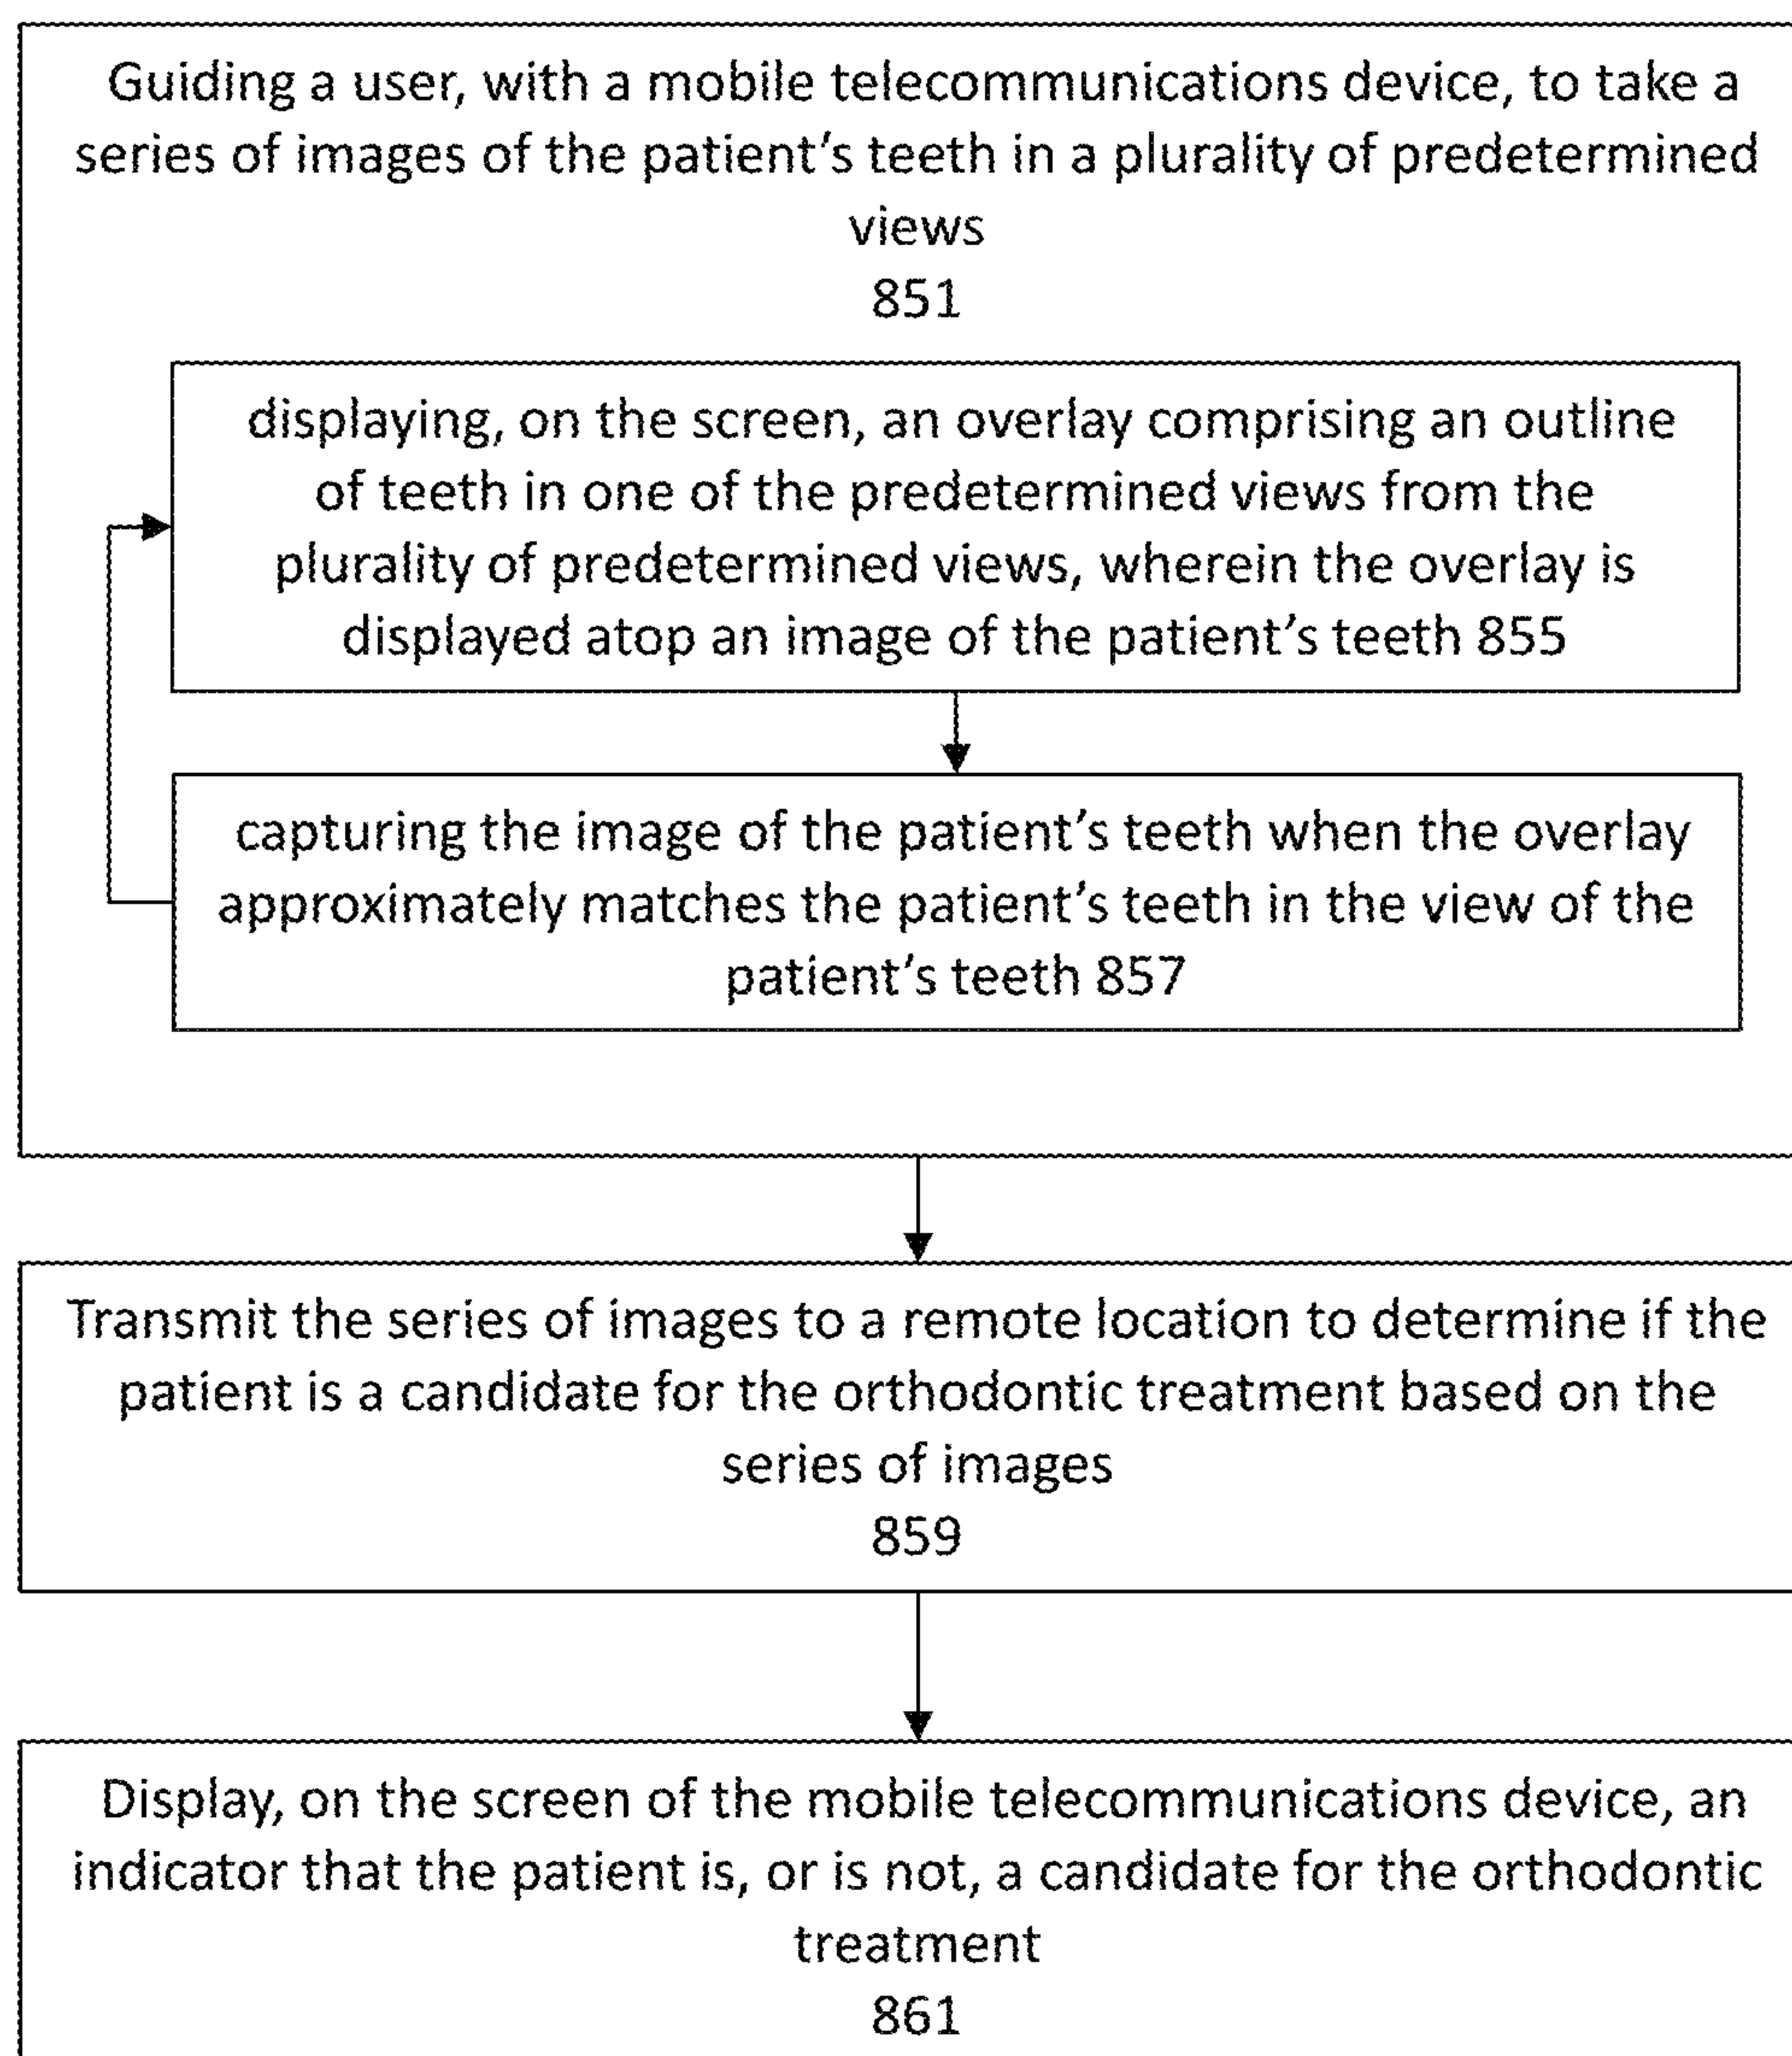 Guiding a user, with a mobile telecommunications device, to take a
series of images of the patient’s teeth in a plurality of predetermined
views
851
displaying, on the screen, an overlay comprising an outline
of teeth in one of the predetermined views from the
plurality of predetermined views, wherein the overlay is
displayed atop an image of the patient’s teeth 855
capturing the image of the patient’s teeth when the overlay
approximately matches the patient’s teeth in the view of the
patient’s teeth 857
Transmit the series of images to a remote location to determine if the
patient is a candidate for the orthodontic treatment based on the
series of images
859
Display, on the screen of the mobile telecommunications device, an
indicator that the patient is, or is not, a candidate for the orthodontic
treatment
861